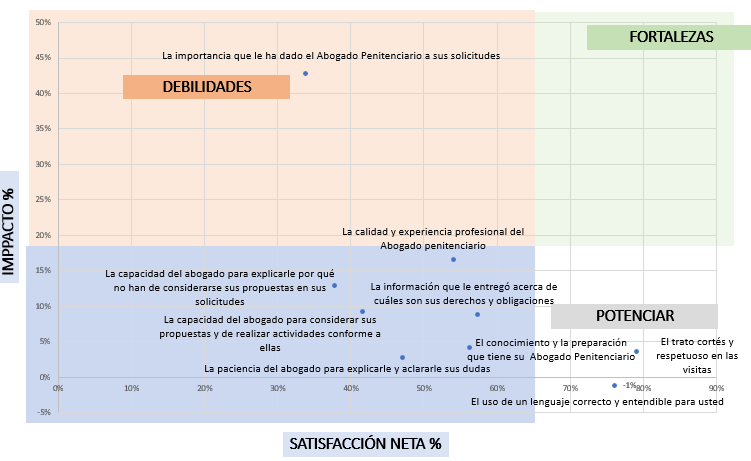 50%
FORTALEZAS
45%
La importancia que le ha dado el Abogado Penitenciario a sus solicitudes
DEBILIDADES
40%
35%
30%
25%
20%
La calidad y experiencia profesional del
Abogado penitenciario
IMPPACTO %
15%
La capacidad del abogado para explicarle por qué
no han de considerarse sus propuestas en sus
solicitudes
La información que le entregó acerca de
cuáles son sus derechos y obligaciones
10%
La capacidad del abogado para considerar sus
propuestas y de realizar actividades conforme a
ellas
POTENCIAR
5%
El conocimiento y la preparación
que tiene su Abogado Penitenciario
El trato cortés y
respetuoso en las
visitas
La paciencia del abogado para explicarle y aclararle sus dudas
0%
0% 10% 20% 30% 40% 50% 60% 70% 80% 90%
-1%
El uso de un lenguaje correcto y entendible para usted
-5%
SATISFACCIÓN NETA %